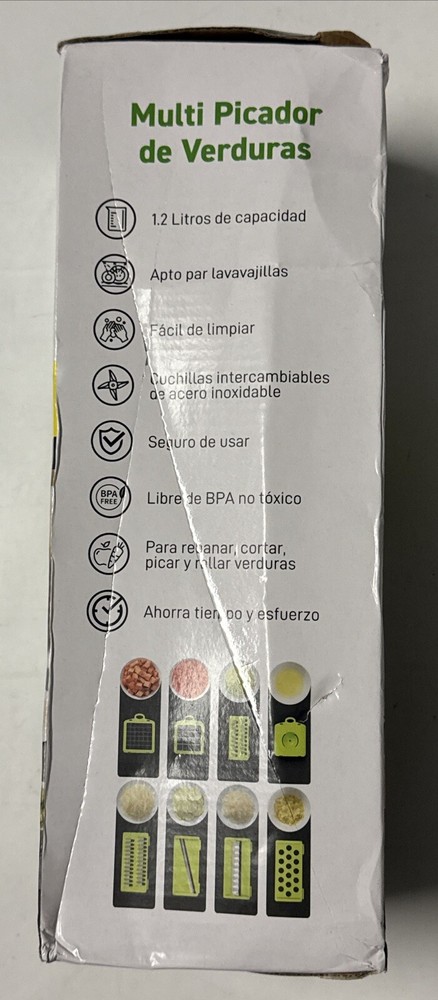 Multi Picador
de Verduras
1.2 Litros de capacidad
Apto par lavavajillas
Fácil de limpiar
Cuchillas intercambiables
de acero inoxidable
Seguro de usar
BPA
FREE
Libre de BPA no tóxico
Para rebanar, cortar,
picar y rallar verduras
Ahorra tiempo y esfuerzo